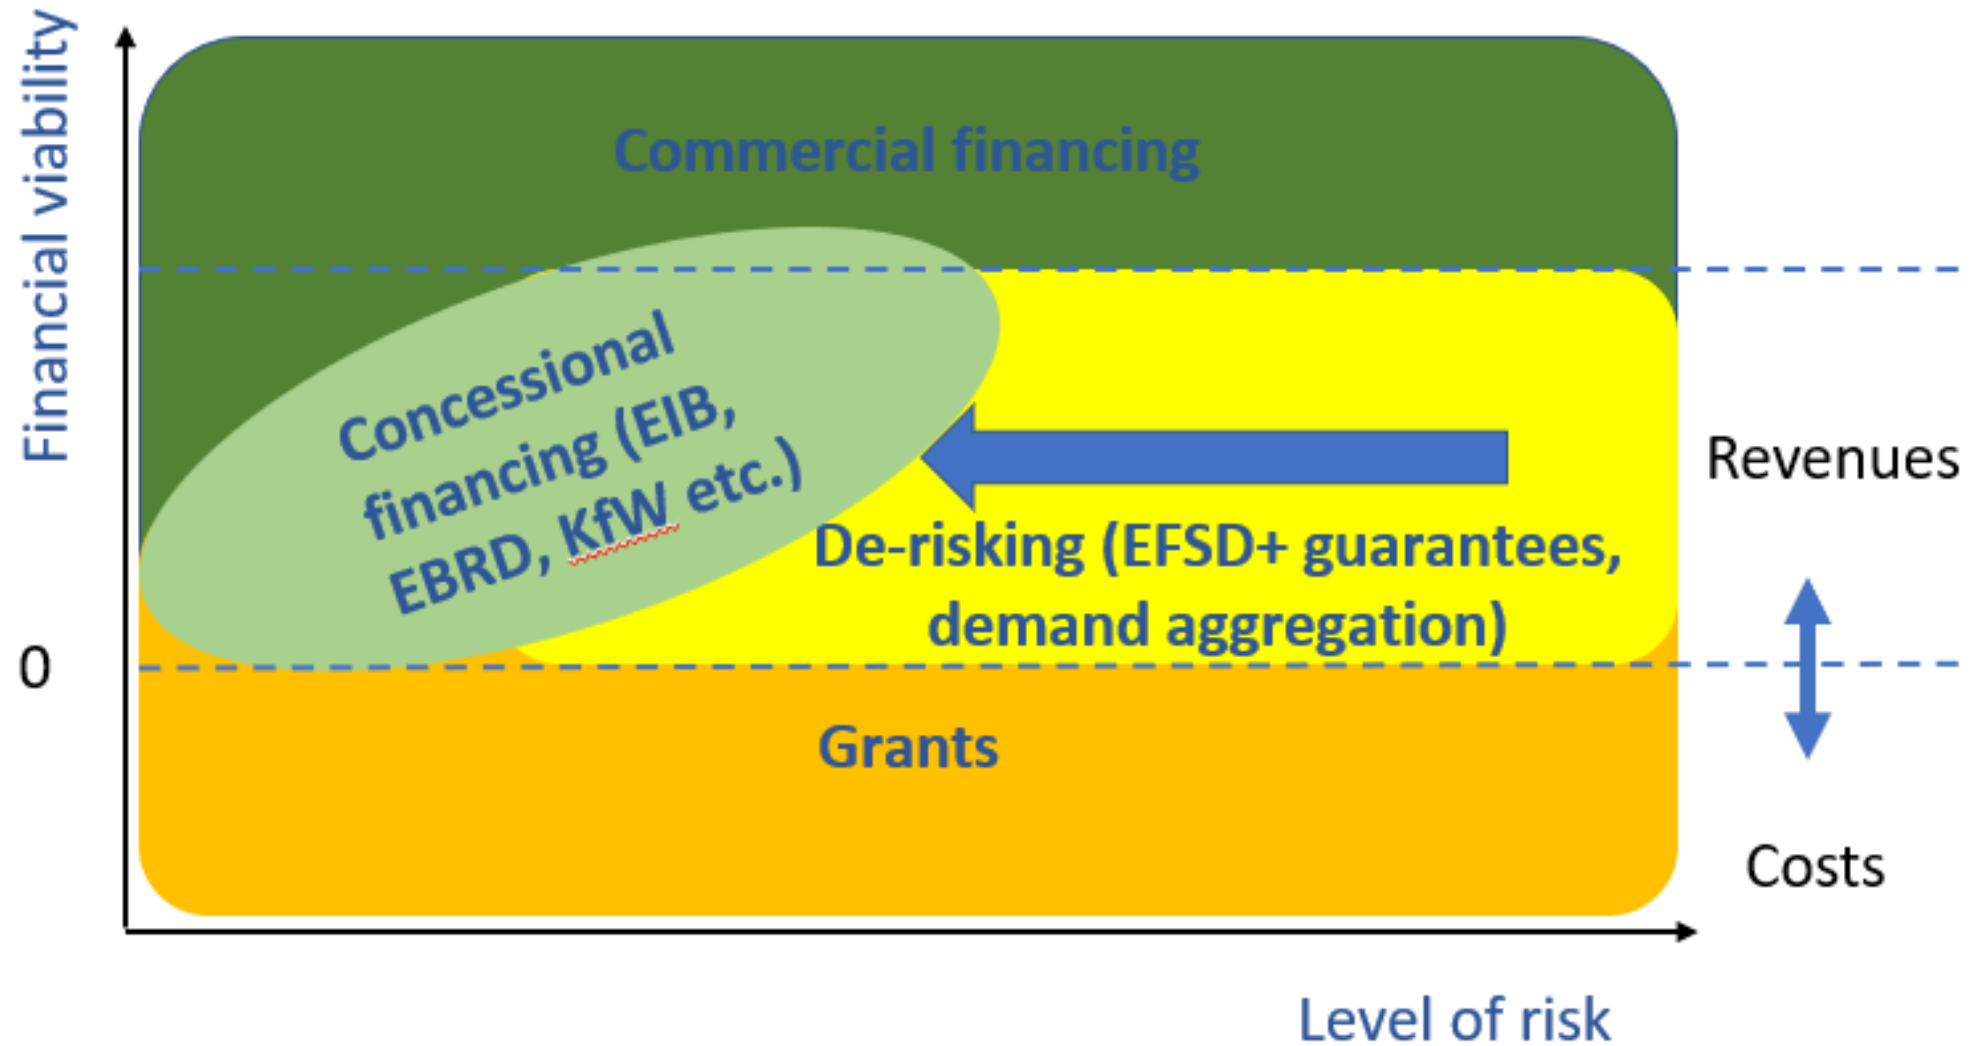 Financial viability
Commercial financing
Concessional
financing (EIB,
EBRD, KfW etc.)
De-risking (EFSD+ guarantees,
demand aggregation)
Revenues
0
Grants
Costs
Level of risk